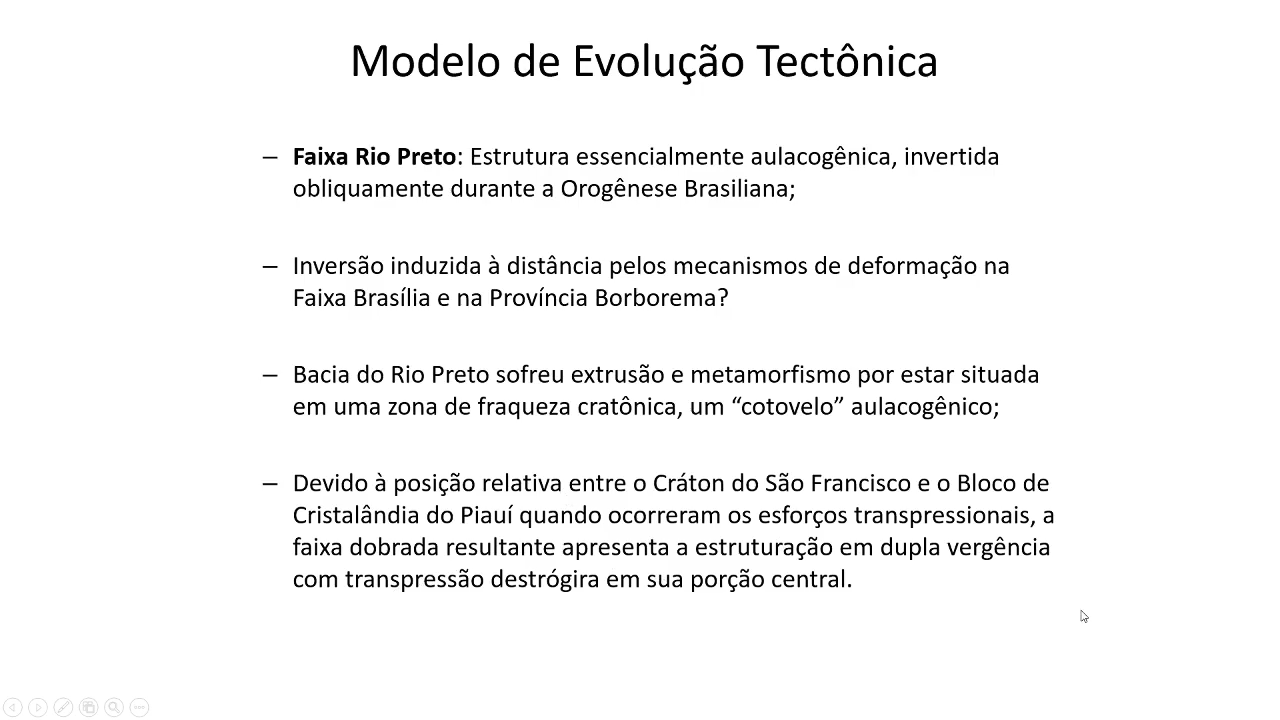 Modelo de Evolução Tectônica
– Faixa Rio Preto: Estrutura essencialmente aulacogênica, invertida
obliquamente durante a Orogênese Brasiliana;
– Inversão induzida à distância pelos mecanismos de deformação na
Faixa Brasília e na Província Borborema?
– Bacia do Rio Preto sofreu extrusão e metamorfismo por estar situada
em uma zona de fraqueza cratônica, um “cotovelo” aulacogênico;
– Devido à posição relativa entre o Cráton do São Francisco e o Bloco de
Cristalândia do Piauí quando ocorreram os esforços transpressionais, a
faixa dobrada resultante apresenta a estruturação em dupla vergência
com transpressão destrógira em sua porção central.